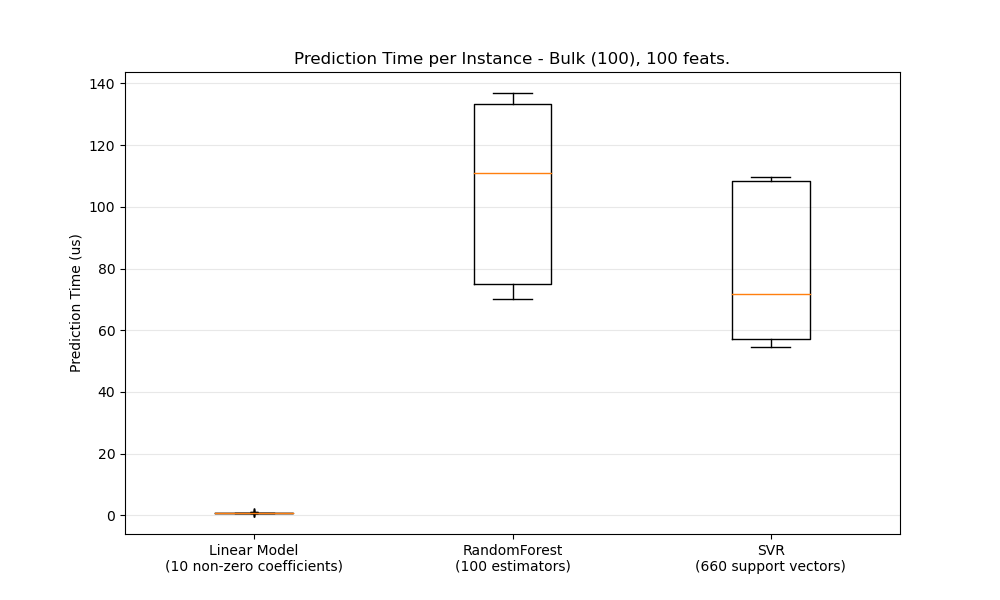 Prediction Time per Instance - Bulk (100), 100 feats.
140
120
100
80
60
40
20
0
Prediction Time (us)
Linear Model
(10 non-zero coefficients)
RandomForest
(100 estimators)
SVR
(660 support vectors)